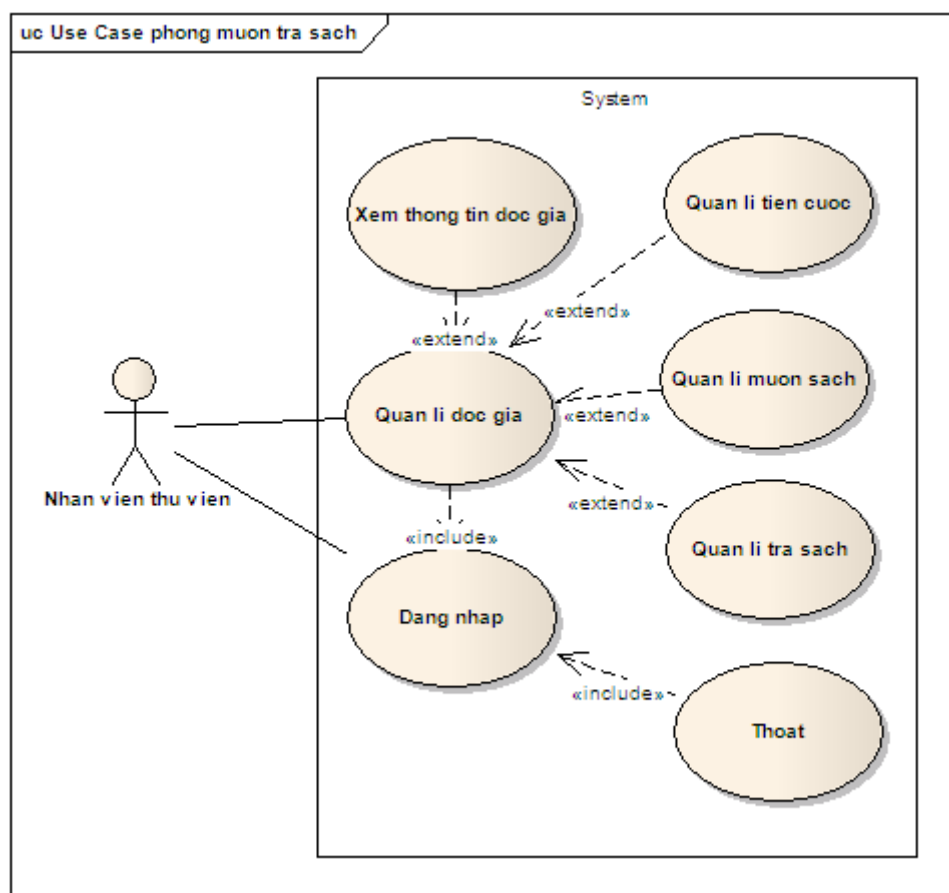 uc Use Case phong muon tra sach
System
Xem thong tin doc gia
Quan li tien cuoc
«extend»
«extend»
Quan li muon sach
Quan li doc gia
«extend»
Nhan vien thu vien
«extend»
«include»
Quan li tra sach
Dang nhap
«include»
Thoat